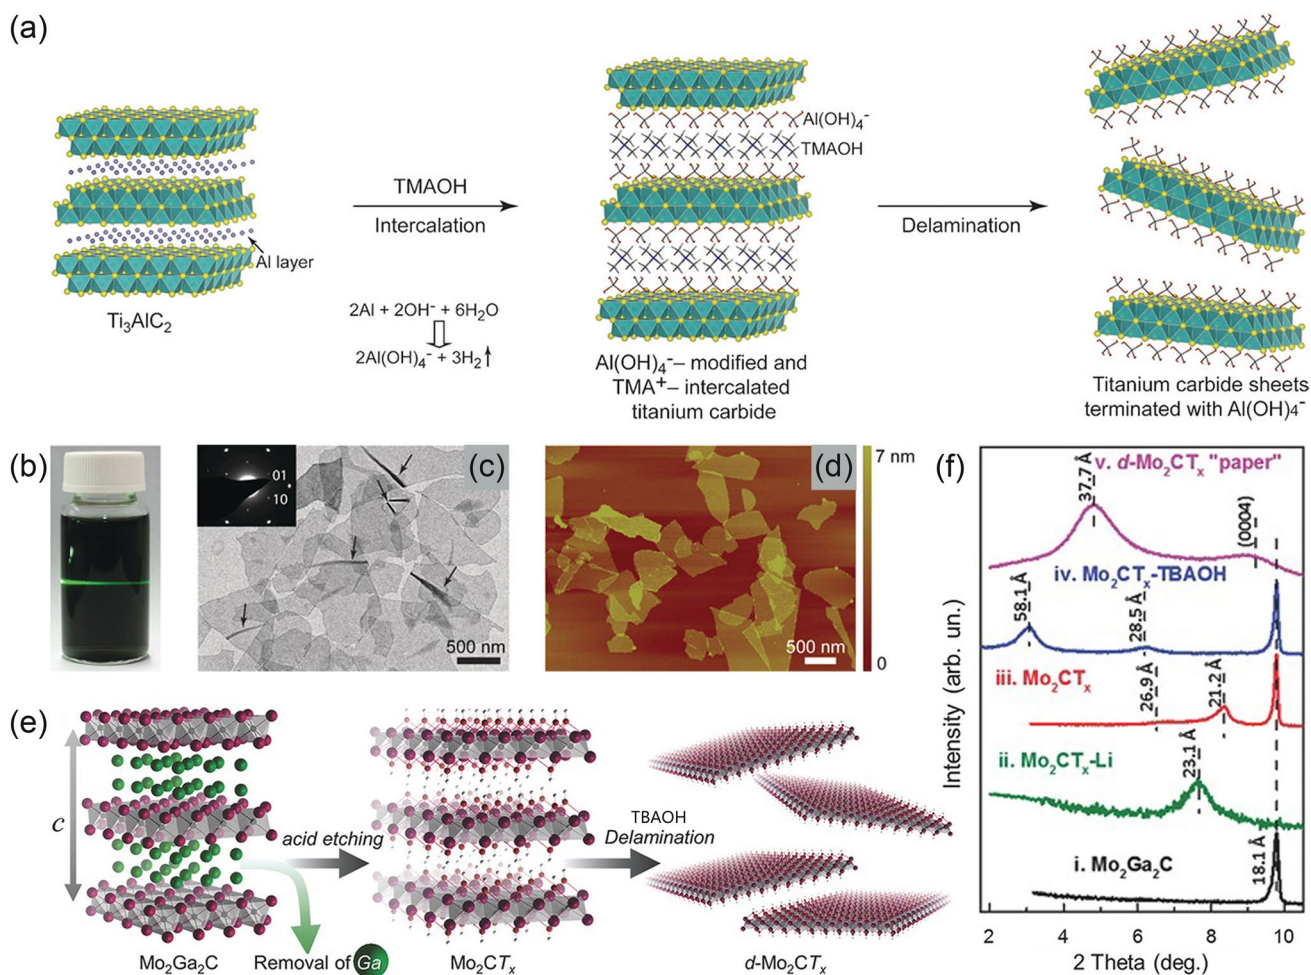 (a)
Al(OH)₄⁻
TMAOH
TMAOH
Intercalation
Delamination
Al layer
Ti₃AlC₂
2Al + 2OH⁻ + 6H₂O
2Al(OH)₄⁻ + 3H₂↑
Al(OH)₄⁻– modified and
TMA⁺– intercalated
titanium carbide
Titanium carbide sheets
terminated with Al(OH)₄⁻
(b)
(c)
01
10
500 nm
(d)
7 nm
0
500 nm
(e)
c
acid etching
TBAOH
Delamination
Mo₂Ga₂C
Removal of Ga
Mo₂CTₓ
d-Mo₂CTₓ
(f)
v. d-Mo₂CTₓ "paper"
37.7 Å
(0004)
iv. Mo₂CTₓ-TBAOH
58.1 Å
28.5 Å
iii. Mo₂CTₓ
26.9 Å
21.2 Å
ii. Mo₂CTₓ-Li
23.1 Å
i. Mo₂Ga₂C
18.1 Å
Intensity (arb. un.)
2 4 6 8 10
2 Theta (deg.)